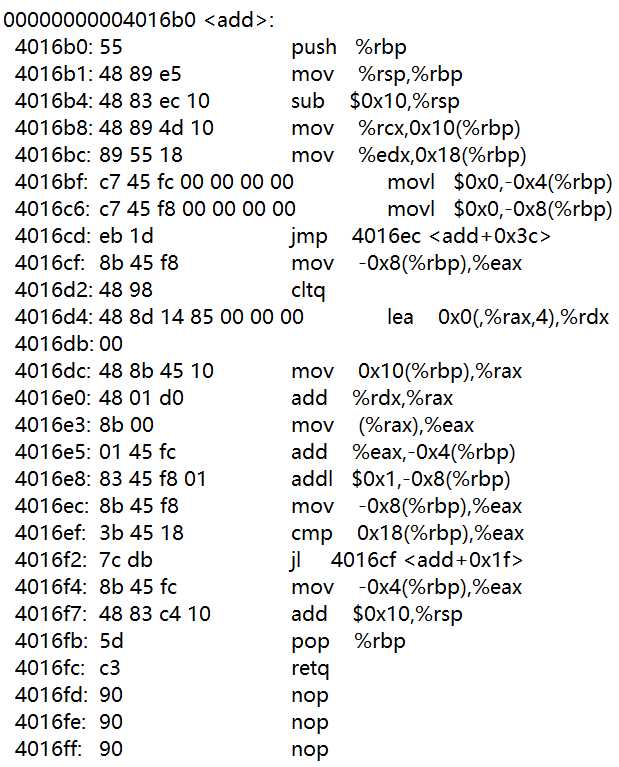 00000000004016b0 <add>:
4016b0: 55 push %rbp
4016b1: 48 89 e5 mov %rsp,%rbp
4016b4: 48 83 ec 10 sub $0x10,%rsp
4016b8: 48 89 4d 10 mov %rcx,0x10(%rbp)
4016bc: 89 55 18 mov %edx,0x18(%rbp)
4016bf: c7 45 fc 00 00 00 00 movl $0x0,-0x4(%rbp)
4016c6: c7 45 f8 00 00 00 00 movl $0x0,-0x8(%rbp)
4016cd: eb 1d jmp 4016ec <add+0x3c>
4016cf: 8b 45 f8 mov -0x8(%rbp),%eax
4016d2: 48 98 cltq
4016d4: 48 8d 14 85 00 00 00 lea 0x0(,%rax,4),%rdx
4016db: 00
4016dc: 48 8b 45 10 mov 0x10(%rbp),%rax
4016e0: 48 01 d0 add %rdx,%rax
4016e3: 8b 00 mov (%rax),%eax
4016e5: 01 45 fc add %eax,-0x4(%rbp)
4016e8: 83 45 f8 01 addl $0x1,-0x8(%rbp)
4016ec: 8b 45 f8 mov -0x8(%rbp),%eax
4016ef: 3b 45 18 cmp 0x18(%rbp),%eax
4016f2: 7c db jl 4016cf <add+0x1f>
4016f4: 8b 45 fc mov -0x4(%rbp),%eax
4016f7: 48 83 c4 10 add $0x10,%rsp
4016fb: 5d pop %rbp
4016fc: c3 retq
4016fd: 90 nop
4016fe: 90 nop
4016ff: 90 nop